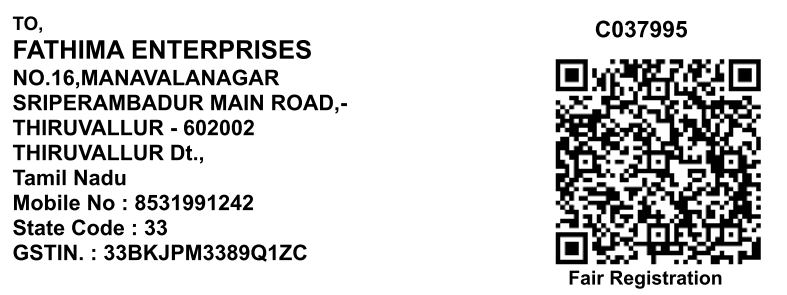 TO,
FATHIMA ENTERPRISES
NO.16,MANAVALANAGAR
SRIPERAMBADUR MAIN ROAD,-
THIRUVALLUR - 602002
THIRUVALLUR Dt.,
Tamil Nadu
Mobile No : 8531991242
State Code : 33
GSTIN. : 33BKJPM3389Q1ZC
C037995
Fair Registration